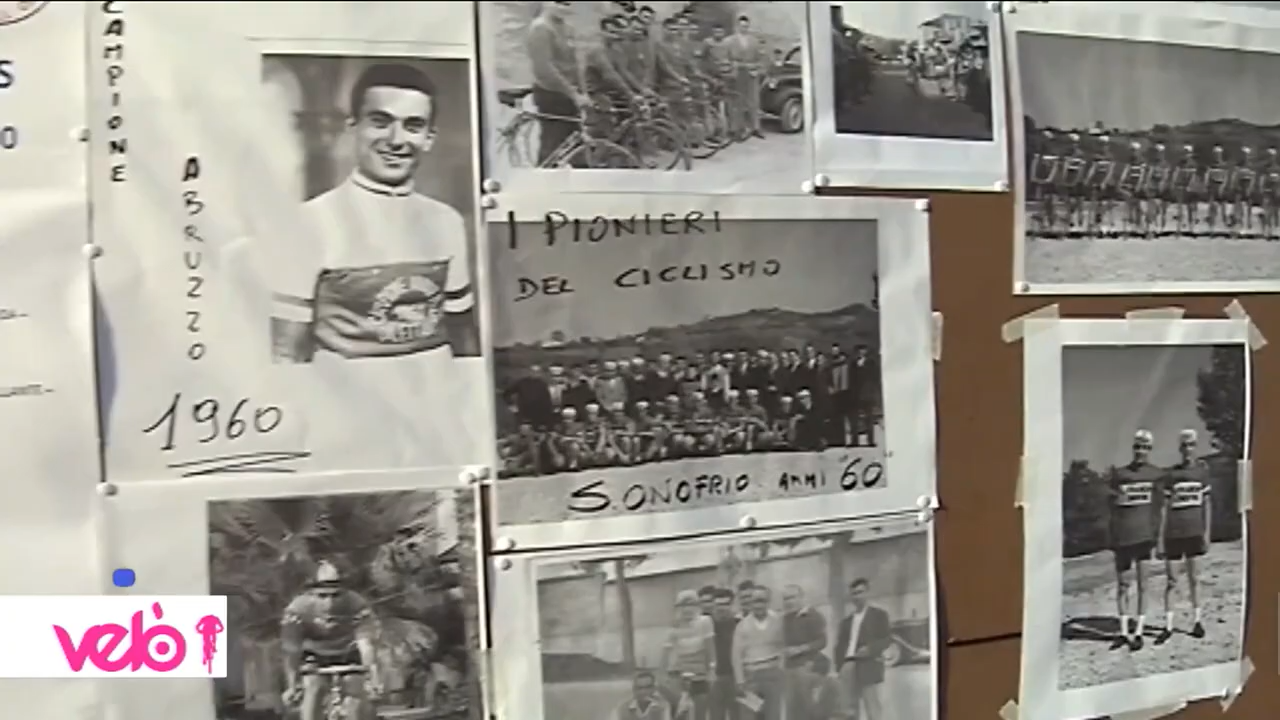 CAMPIONE
ABRUZZO
1960
I PIONIERI
DEL CICLISMO
S. ONOFRIO ANNI "60"
velò